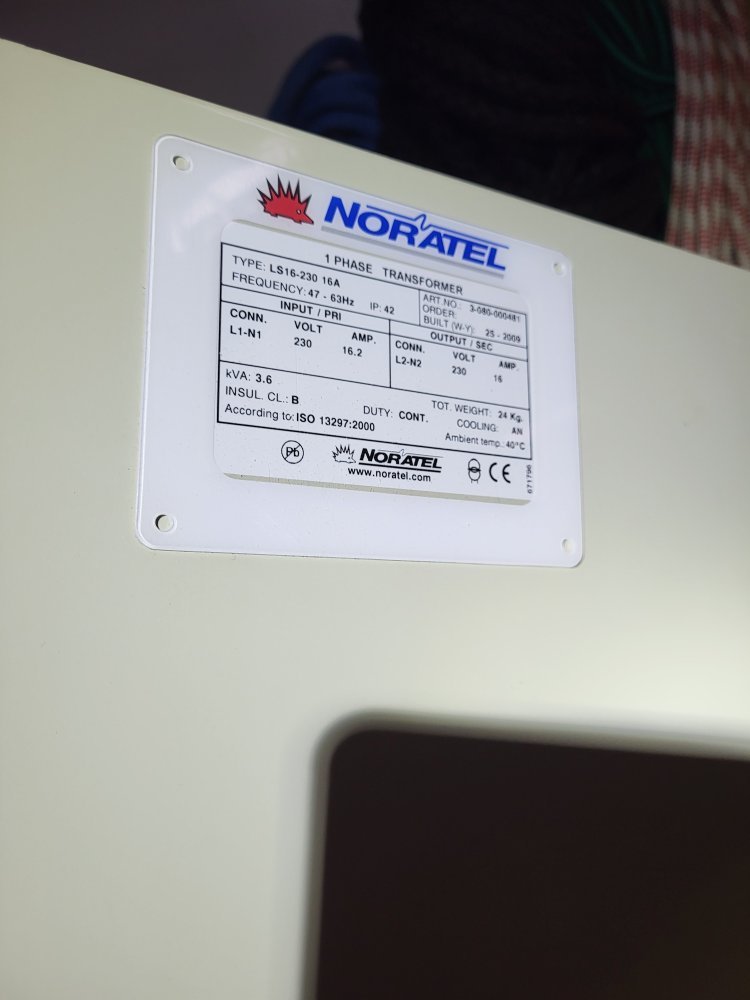 NORATEL
1 PHASE TRANSFORMER
TYPE: LS16-230 16A
FREQUENCY: 47 - 63Hz IP: 42
ART.NO.: 3-080-000481
ORDER:
BUILT (W-Y): 25 - 2009
INPUT / PRI
CONN. VOLT AMP.
L1-N1 230 16.2
OUTPUT / SEC
CONN. VOLT AMP.
L2-N2 230 16
kVA: 3.6
TOT. WEIGHT: 24 Kg.
INSUL. CL.: B DUTY: CONT. COOLING: AN
According to: ISO 13297:2000 Ambient temp.: 40°C
Pb NORATEL CE
www.noratel.com
671796